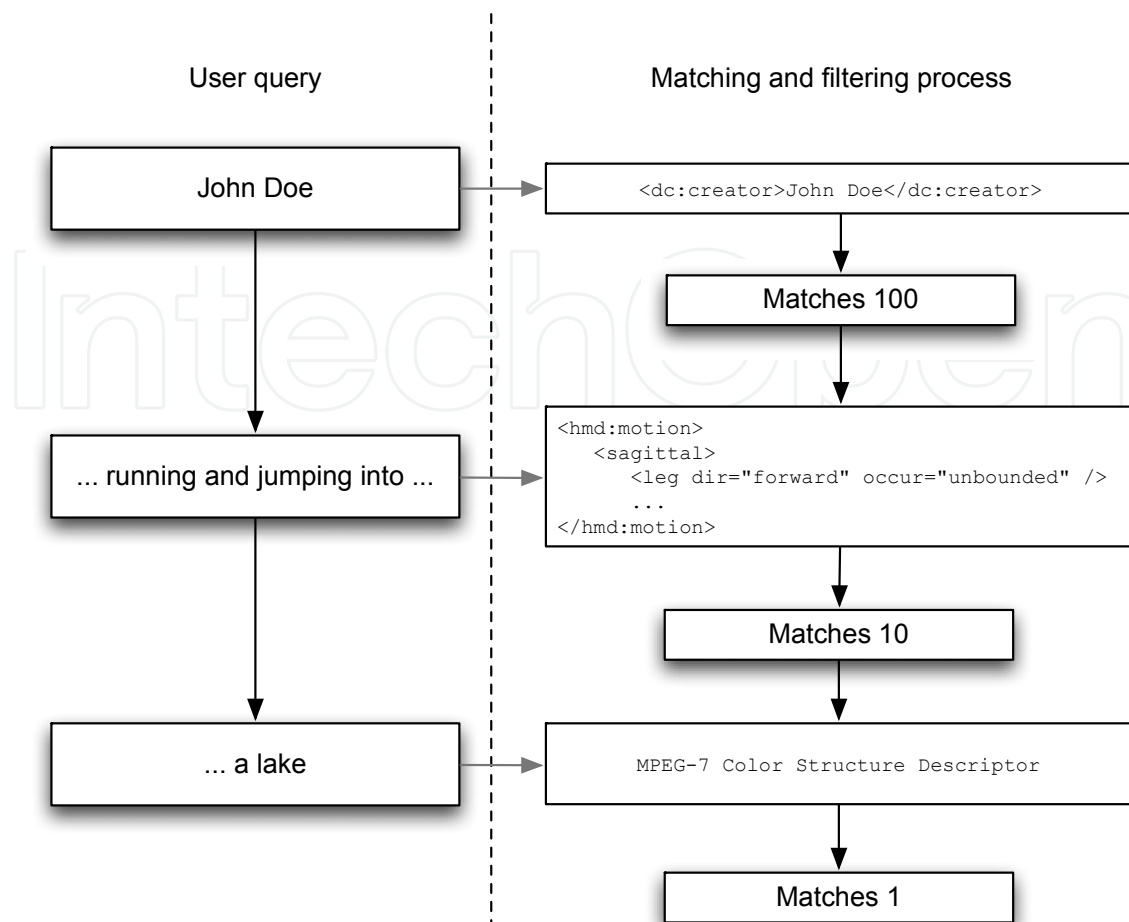 User query
Matching and filtering process
John Doe
<dc:creator>John Doe</dc:creator>
Matches 100
IntechOpen
... running and jumping into ...
<hmd:motion>
<sagittal>
<leg dir="forward" occur="unbounded" />
...
</hmd:motion>
Matches 10
... a lake
MPEG-7 Color Structure Descriptor
Matches 1